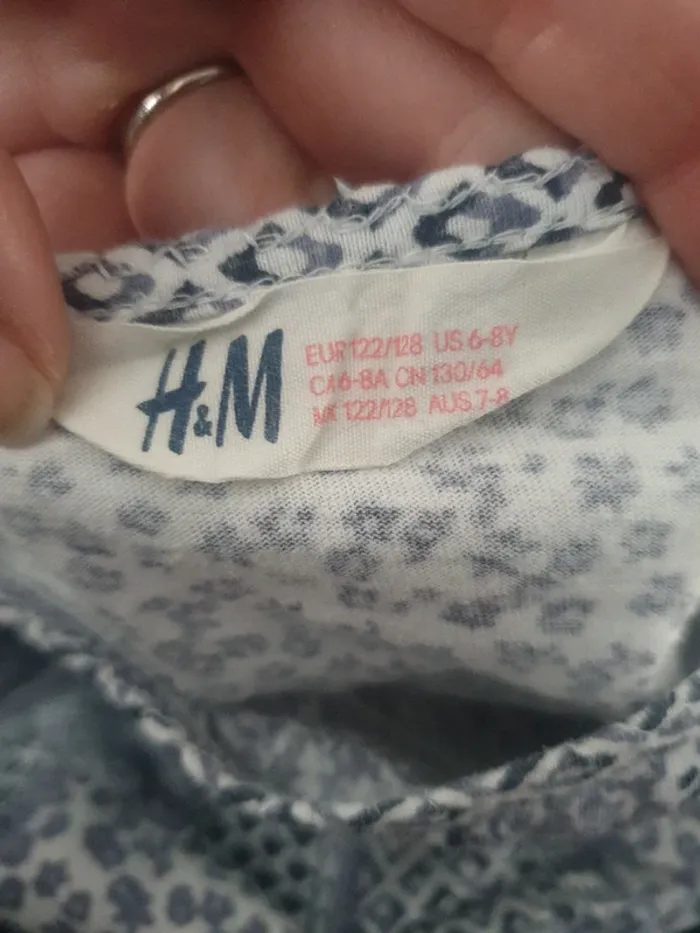 H&M
EUR 122/128 US 6-8Y
CA 6-8A CN 130/64
MX 122/128 AUS 7-8